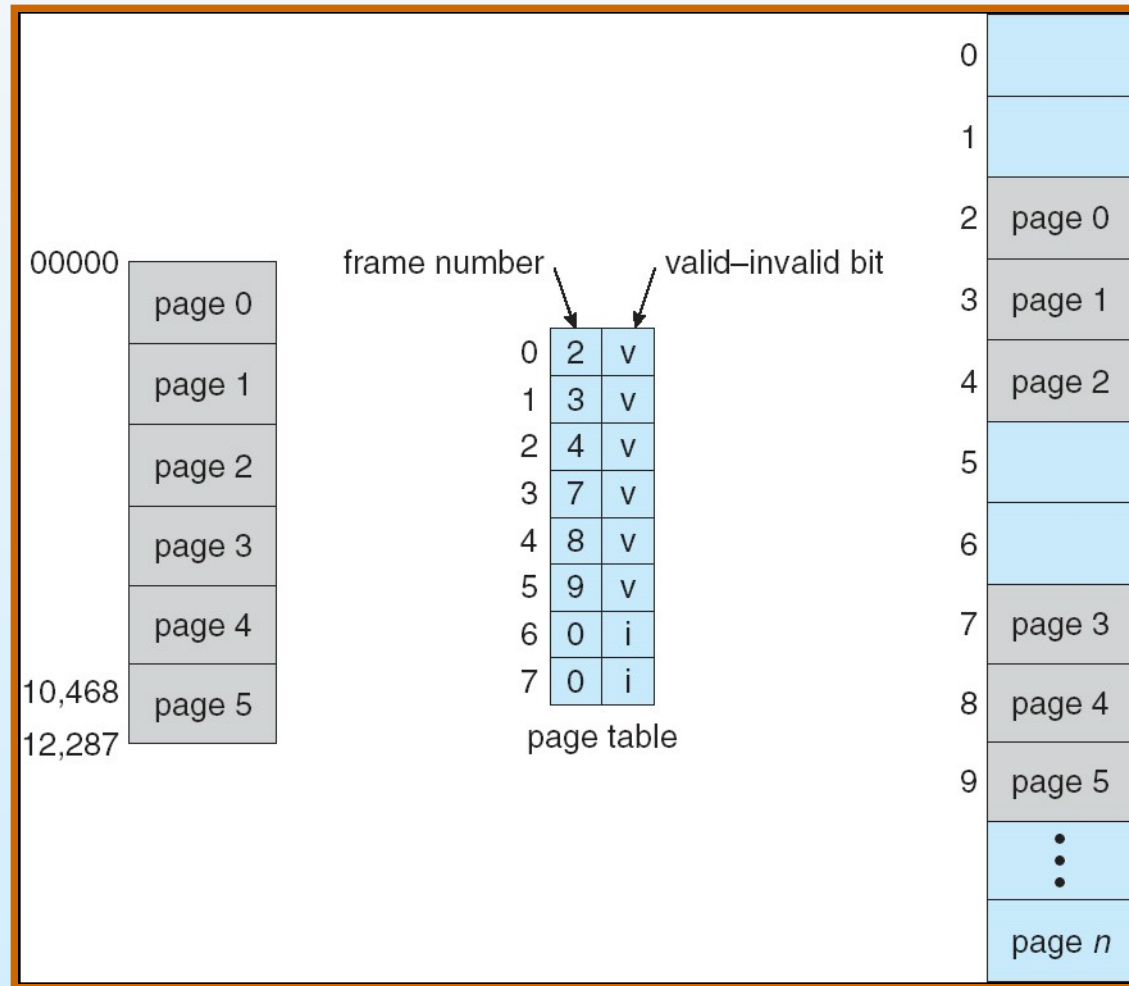 00000
page 0
page 1
page 2
page 3
page 4
10,468
page 5
12,287
frame number
valid–invalid bit
0 2 v
1 3 v
2 4 v
3 7 v
4 8 v
5 9 v
6 0 i
7 0 i
page table
0
1
2 page 0
3 page 1
4 page 2
5
6
7 page 3
8 page 4
9 page 5
page n